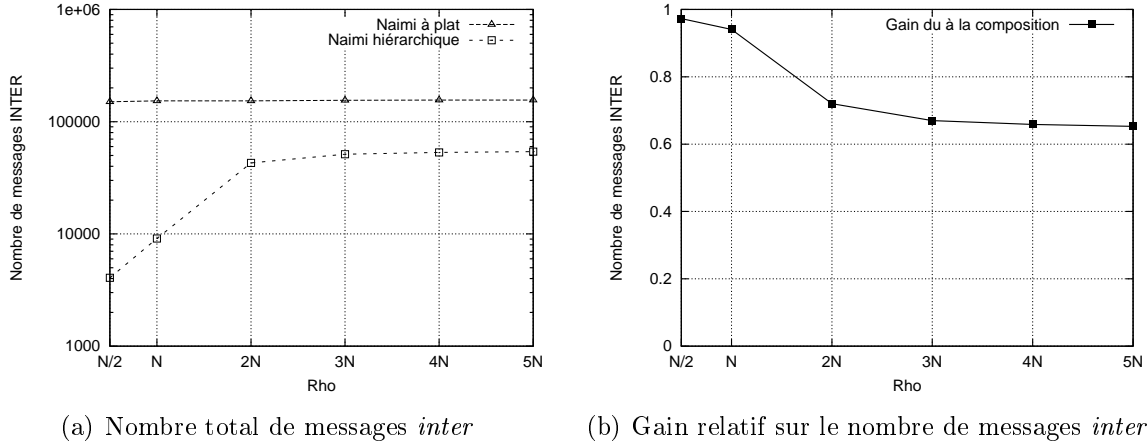 1e+06
100000
10000
1000
N/2
N
2N
3N
4N
5N
Rho
Nombre de messages INTER
Naimi à plat
Naimi hiérarchique
(a) Nombre total de messages inter
1
0.8
0.6
0.4
0.2
0
N/2
N
2N
3N
4N
5N
Rho
Nombre de messages INTER
Gain du à la composition
(b) Gain relatif sur le nombre de messages inter